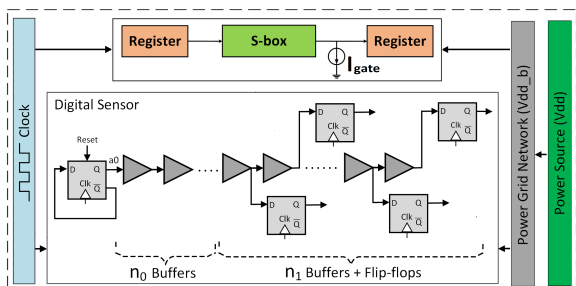 Register
S-box
Register
Igate
Clock
Digital Sensor
Reset
a0
D Q
Clk Q
D Q
Clk Q
D Q
Clk Q
D Q
Clk Q
D Q
Clk Q
n0 Buffers
n1 Buffers + Flip-flops
Power Grid Network (Vdd_b)
Power Source (Vdd)